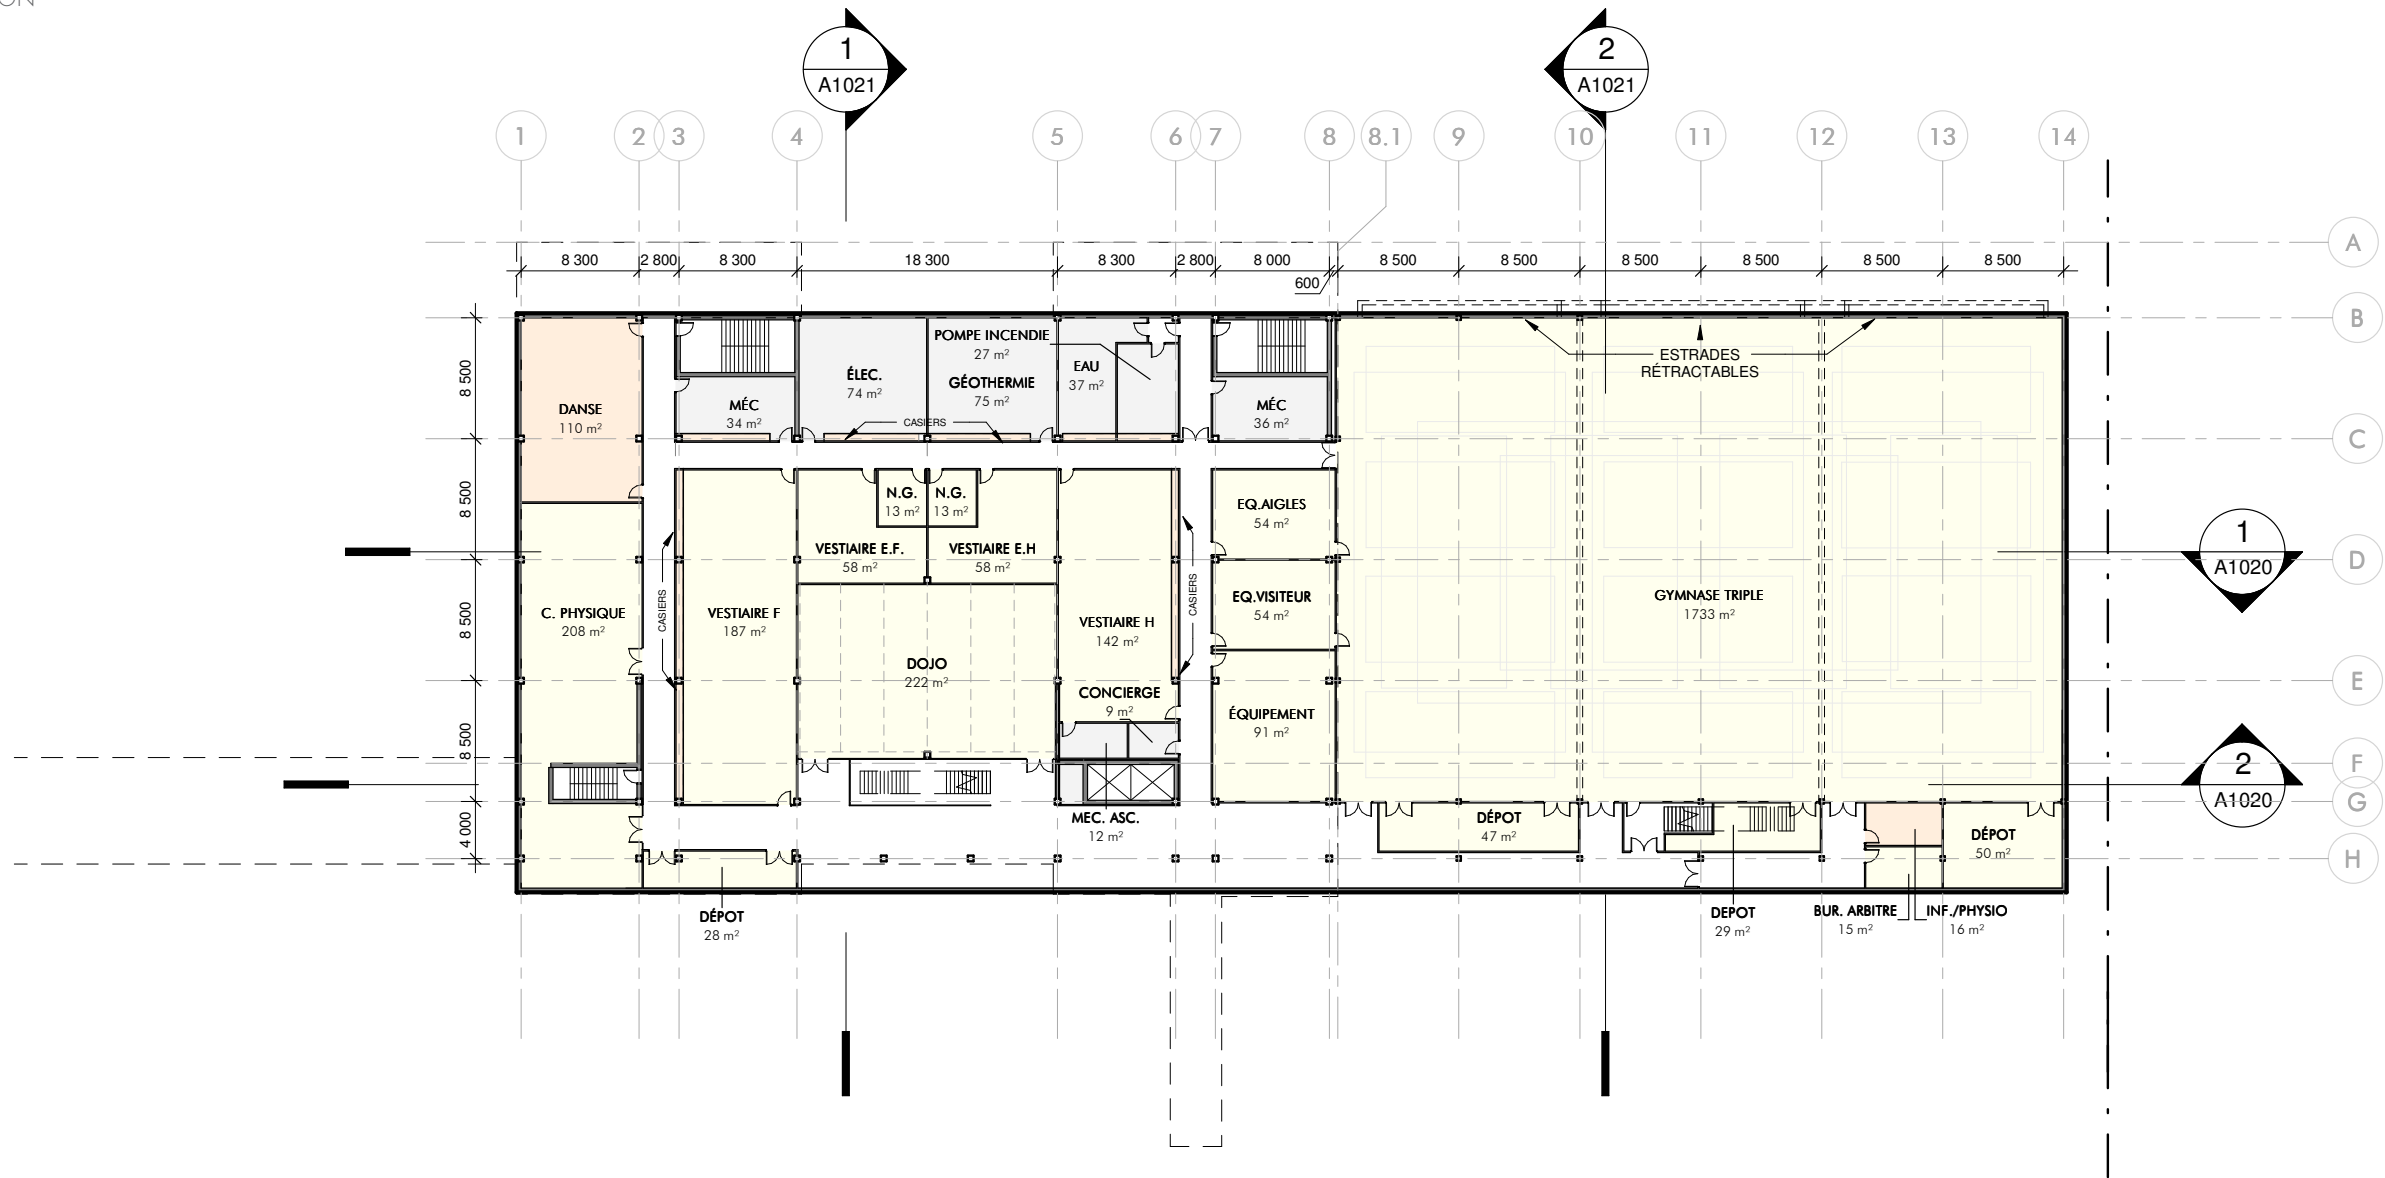 1
A1021
2
A1021
1
2
3
4
5
6
7
8
8.1
9
10
11
12
13
14
A
8 300
2 800
8 300
18 300
8 300
2 800
8 000
600
8 500
8 500
8 500
8 500
8 500
8 500
B
C
D
E
F
G
H
8 500
8 500
8 500
8 500
4 000
DANSE
110 m²
MÉC
34 m²
ÉLEC.
74 m²
POMPE INCENDIE
27 m²
GÉOTHERMIE
75 m²
EAU
37 m²
MÉC
36 m²
CASIERS
ESTRADES
RÉTRACTABLES
C. PHYSIQUE
208 m²
CASIERS
VESTIAIRE F
187 m²
N.G.
13 m²
N.G.
13 m²
VESTIAIRE E.F.
58 m²
VESTIAIRE E.H
58 m²
DOJO
222 m²
VESTIAIRE H
142 m²
CASIERS
CONCIERGE
9 m²
MEC. ASC.
12 m²
EQ.AIGLES
54 m²
EQ.VISITEUR
54 m²
ÉQUIPEMENT
91 m²
GYMNASE TRIPLE
1733 m²
1
A1020
2
A1020
DÉPOT
47 m²
DÉPOT
50 m²
DÉPOT
28 m²
DEPOT
29 m²
BUR. ARBITRE
15 m²
INF./PHYSIO
16 m²